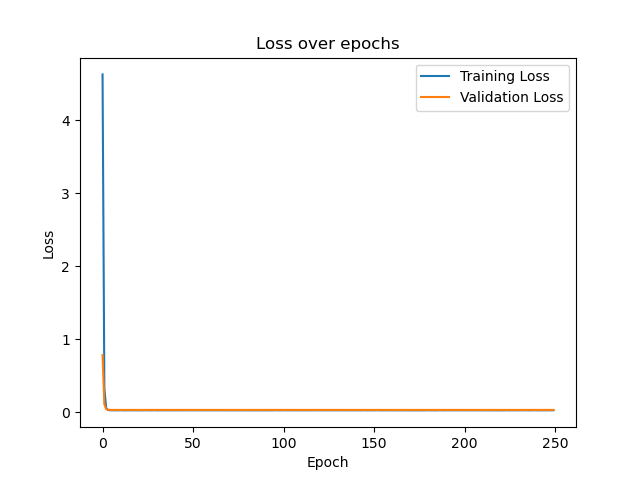 Loss over epochs
Training Loss
Validation Loss
Loss
4
3
2
1
0
0 50 100 150 200 250
Epoch